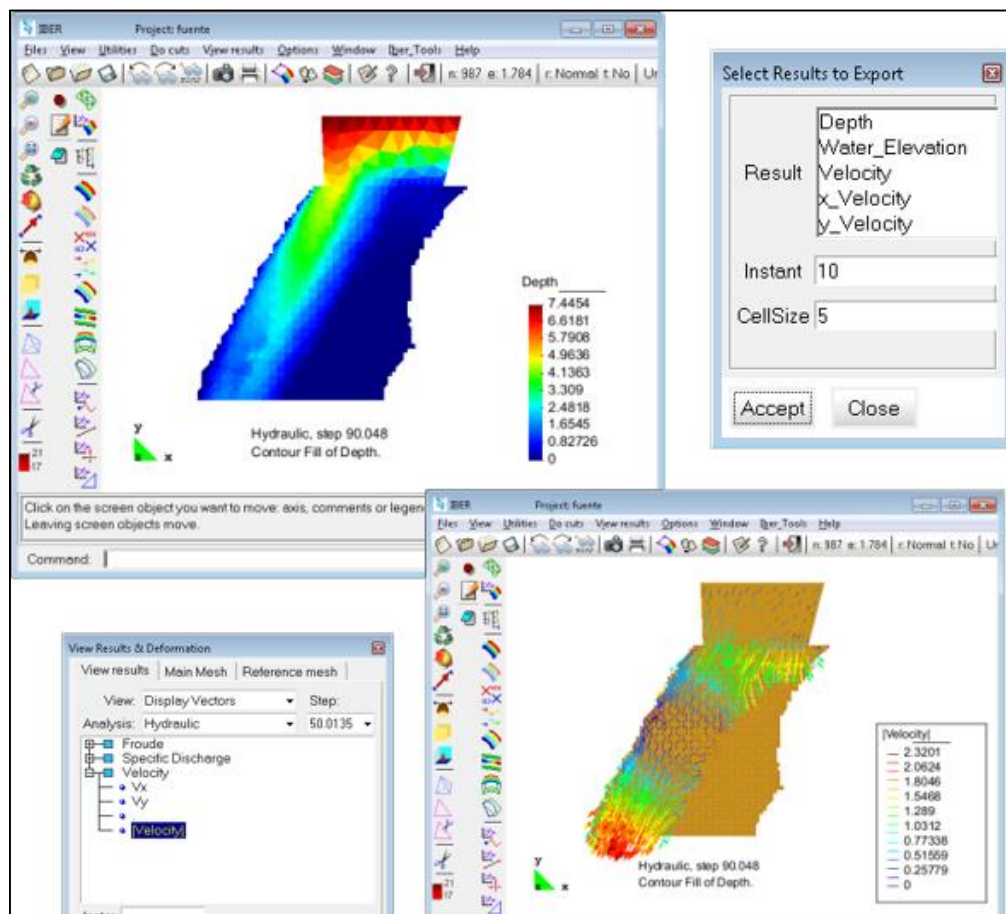 IBER Project: fuente
Files View Utilities Do cuts View results Options Window Iber_Tools Help
n: 987 e: 1.784 r: Normal t: No Ur
Depth
7.4454
6.6181
5.7908
4.9636
4.1363
3.309
2.4818
1.6545
0.82726
0
y
x
Hydraulic, step 90.048
Contour Fill of Depth.
21
17
Click on the screen object you want to move: axis, comments or legen
Leaving screen objects move.
Command:
Select Results to Export
Result
Depth
Water_Elevation
Velocity
x_Velocity
y_Velocity
Instant 10
CellSize 5
Accept Close
View Results & Deformation
View results Main Mesh Reference mesh
View: Display Vectors Step:
Analysis: Hydraulic 50.0135
Froude
Specific Discharge
Velocity
Vx
Vy
|Velocity|
IBER Project: fuente
Files View Utilities Do cuts View results Options Window Iber_Tools Help
n: 987 e: 1.784 r: Normal t: No Ur
|Velocity|
2.3201
2.0624
1.8046
1.5468
1.289
1.0312
0.77338
0.51559
0.25779
0
y
x
Hydraulic, step 90.048
Contour Fill of Depth.
21
17